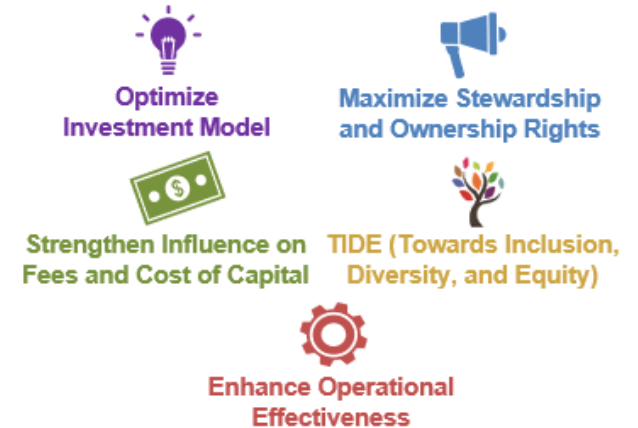 Optimize
Investment Model
Maximize Stewardship
and Ownership Rights
$
Strengthen Influence on
Fees and Cost of Capital
TIDE (Towards Inclusion,
Diversity, and Equity)
Enhance Operational
Effectiveness